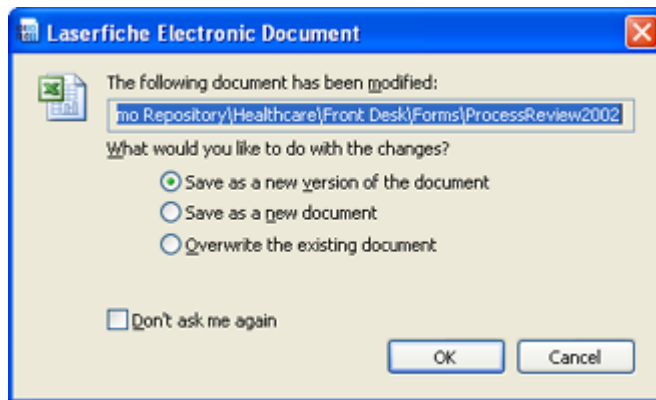 Laserfiche Electronic Document
The following document has been modified:
mo Repository\Healthcare\Front Desk\Forms\ProcessReview2002
What would you like to do with the changes?
Save as a new version of the document
Save as a new document
Overwrite the existing document
Don't ask me again
OK Cancel